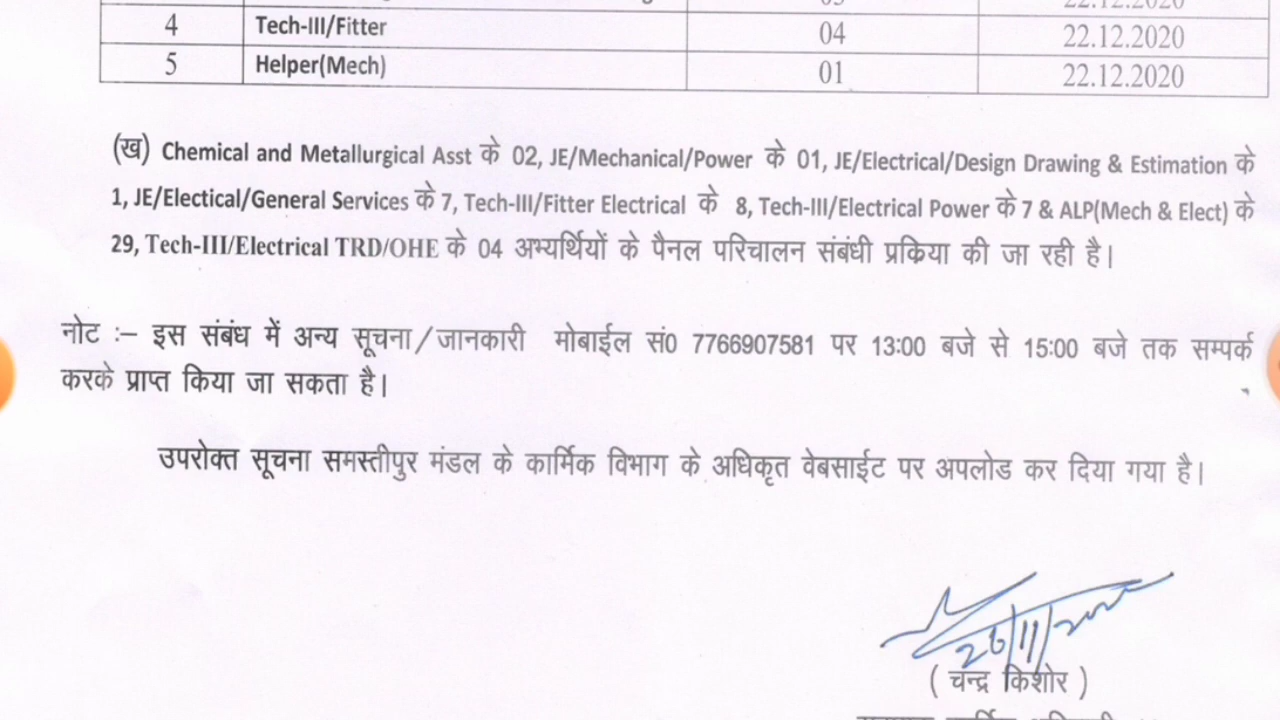 4 Tech-III/Fitter 04 22.12.2020
5 Helper(Mech) 01 22.12.2020
(ख) Chemical and Metallurgical Asst के 02, JE/Mechanical/Power के 01, JE/Electrical/Design Drawing & Estimation के
1, JE/Electical/General Services के 7, Tech-III/Fitter Electrical के 8, Tech-III/Electrical Power के 7 & ALP(Mech & Elect) के
29, Tech-III/Electrical TRD/OHE के 04 अभ्यर्थियों के पैनल परिचालन संबंधी प्रक्रिया की जा रही है।
नोट :– इस संबंध में अन्य सूचना/जानकारी मोबाईल सं0 7766907581 पर 13:00 बजे से 15:00 बजे तक सम्पर्क
करके प्राप्त किया जा सकता है।
उपरोक्त सूचना समस्तीपुर मंडल के कार्मिक विभाग के अधिकृत वेबसाईट पर अपलोड कर दिया गया है।
26/11/2020
( चन्द्र किशोर )